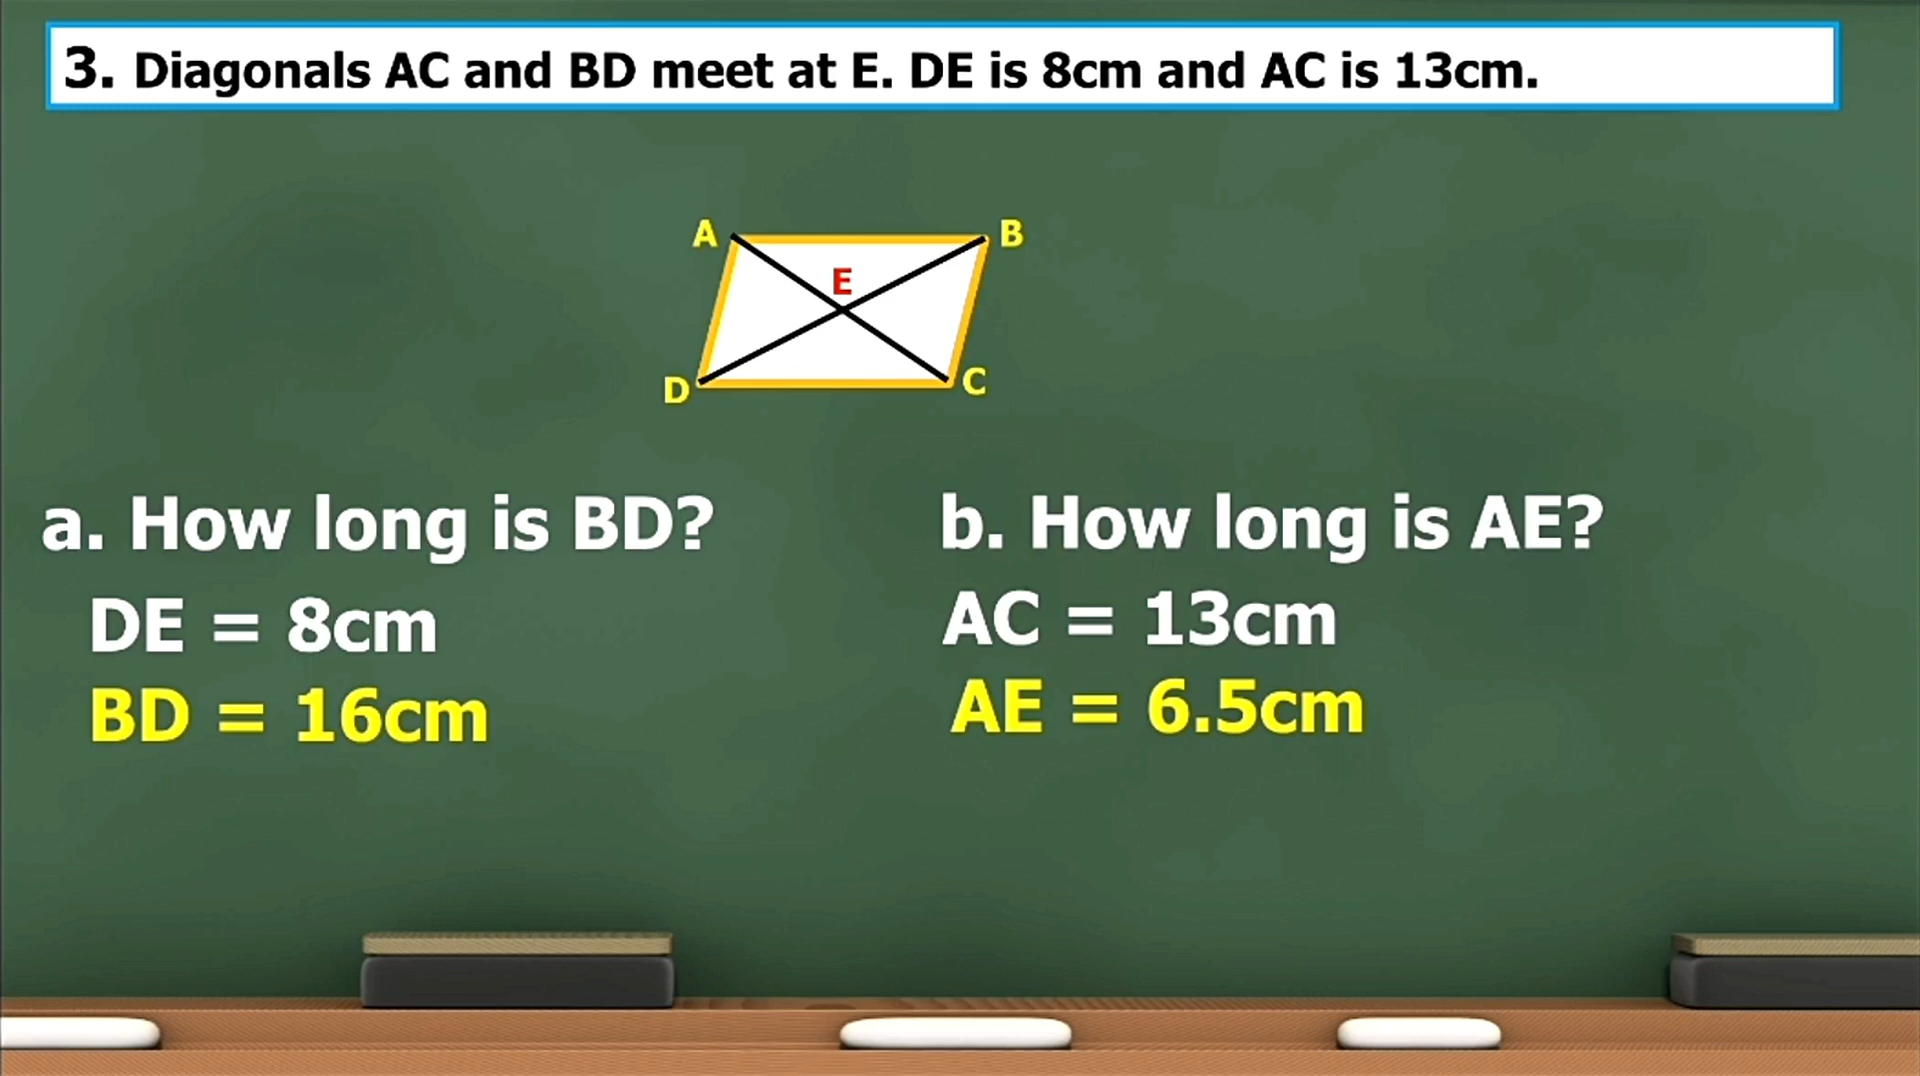 3. Diagonals AC and BD meet at E. DE is 8cm and AC is 13cm.
A
B
E
D
C
a. How long is BD?
DE = 8cm
BD = 16cm
b. How long is AE?
AC = 13cm
AE = 6.5cm